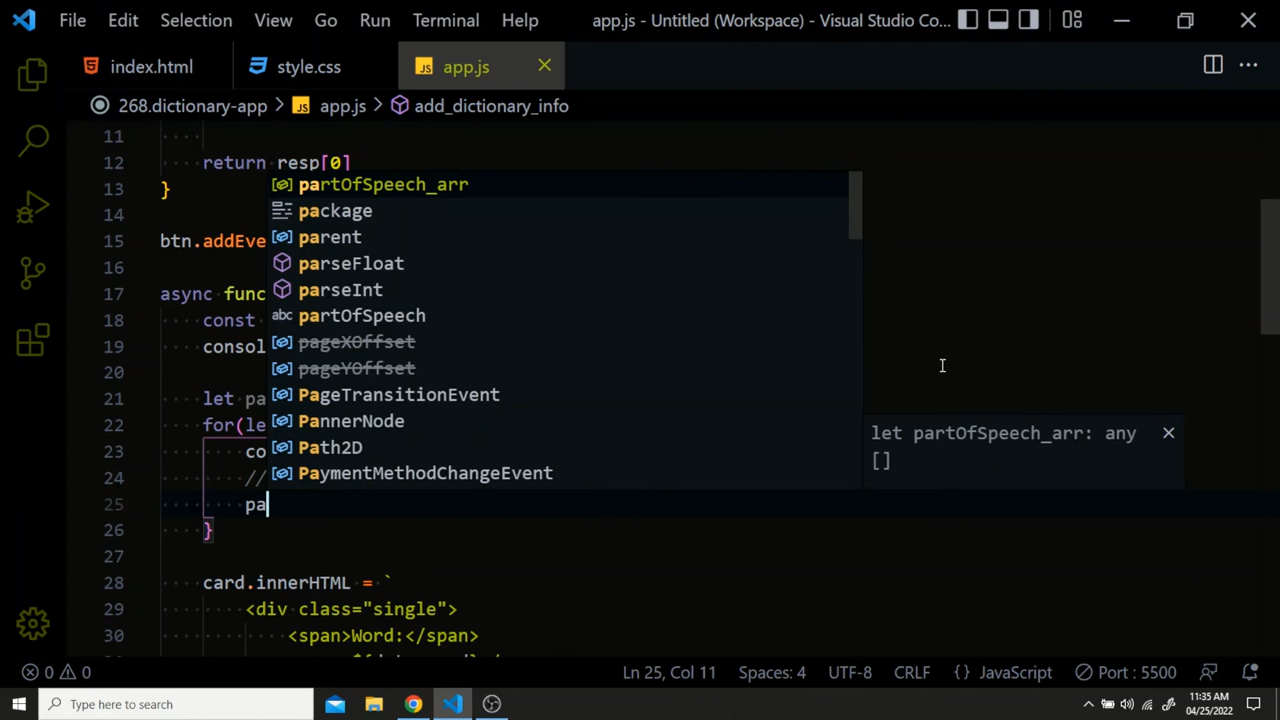 File Edit Selection View Go Run Terminal Help app.js - Untitled (Workspace) - Visual Studio Co...
index.html style.css JS app.js
268.dictionary-app > JS app.js > add_dictionary_info
11
12 return resp[0]
13 }
14
15 btn.addEve
16
17 async func
18 const
19 consol
20
21 let pa
22 for(le
23 co
24 //
25 pa
26 }
27
28 card.innerHTML = `
29 <div class="single">
30 <span>Word:</span>
partOfSpeech_arr
package
parent
parseFloat
parseInt
abc partOfSpeech
pageXOffset
pageYOffset
PageTransitionEvent
PannerNode
Path2D
PaymentMethodChangeEvent
let partOfSpeech_arr: any
[]
0 0 Ln 25, Col 11 Spaces: 4 UTF-8 CRLF {} JavaScript Port : 5500
Type here to search
11:35 AM
04/25/2022